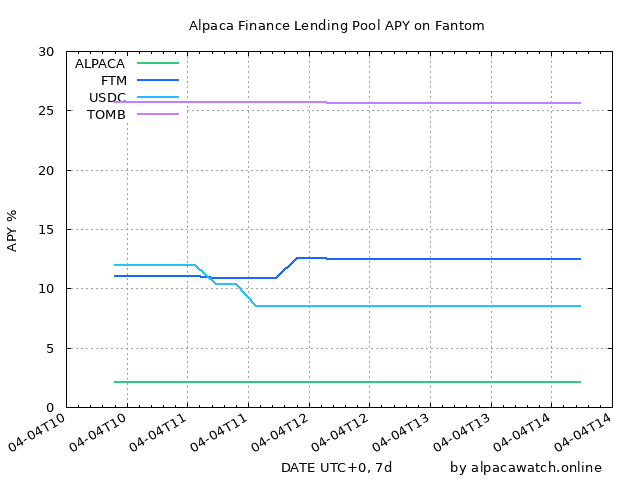 Alpaca Finance Lending Pool APY on Fantom
30
25
20
15
10
5
0
APY %
ALPACA
FTM
USDC
TOMB
04-04T10
04-04T10
04-04T11
04-04T11
04-04T12
04-04T12
04-04T13
04-04T13
04-04T14
04-04T14
DATE UTC+0, 7d
by alpacawatch.online